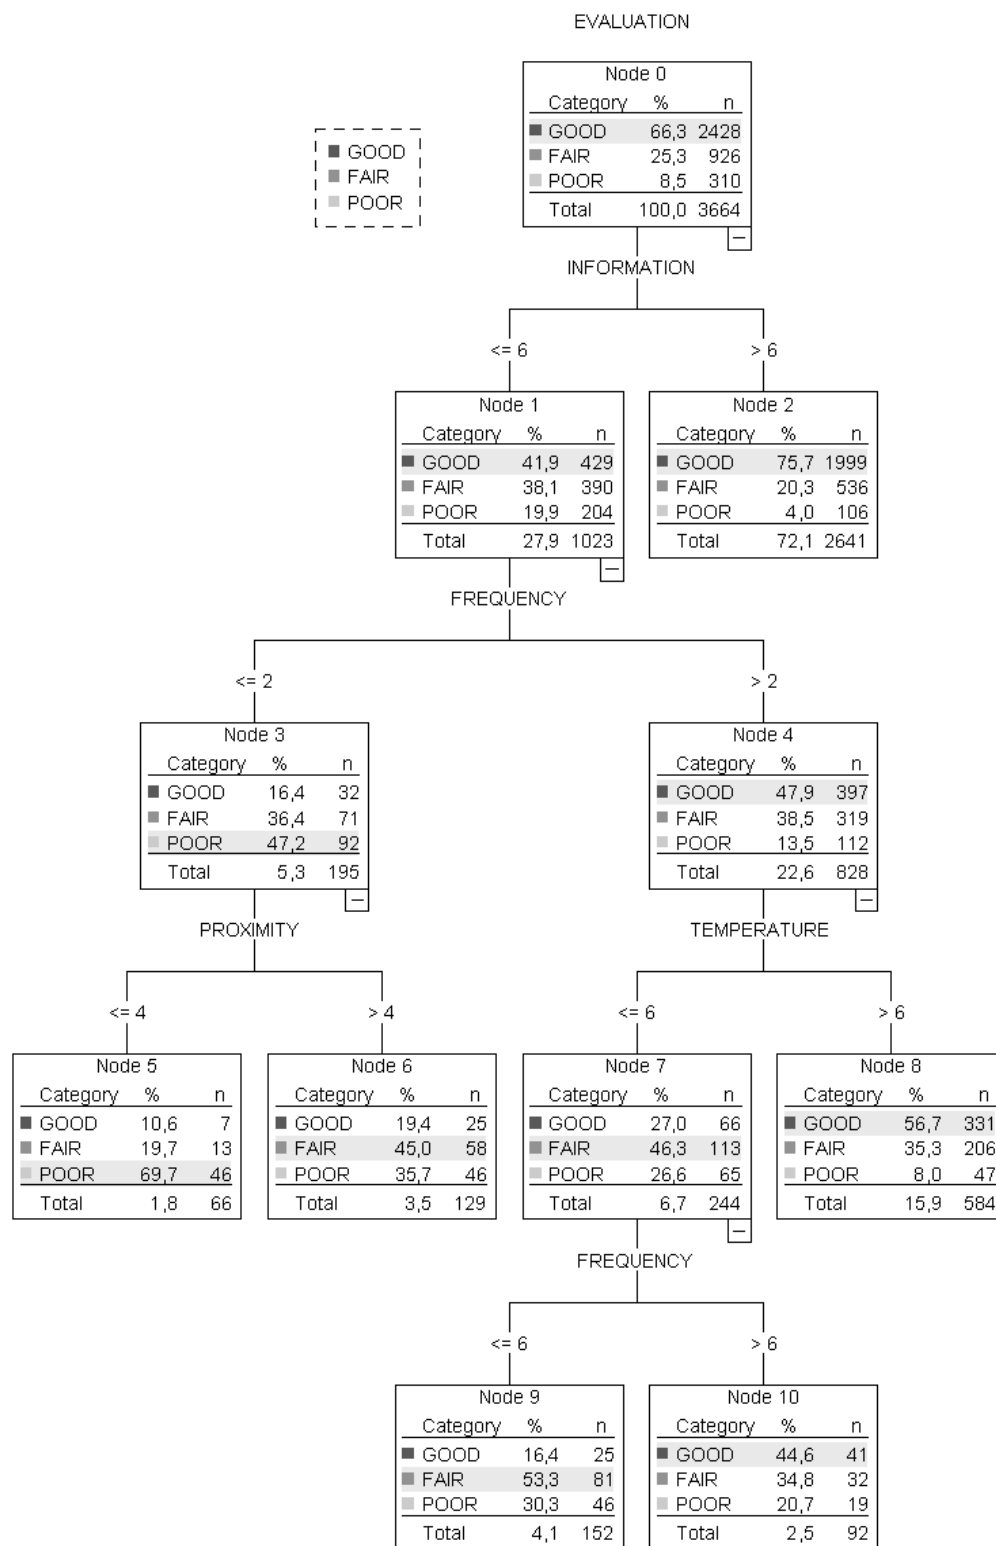 EVALUATION
Node 0
Category % n
GOOD 66,3 2428
FAIR 25,3 926
POOR 8,5 310
Total 100,0 3664
GOOD
FAIR
POOR
INFORMATION
<= 6
> 6
Node 1
Category % n
GOOD 41,9 429
FAIR 38,1 390
POOR 19,9 204
Total 27,9 1023
Node 2
Category % n
GOOD 75,7 1999
FAIR 20,3 536
POOR 4,0 106
Total 72,1 2641
FREQUENCY
<= 2
> 2
Node 3
Category % n
GOOD 16,4 32
FAIR 36,4 71
POOR 47,2 92
Total 5,3 195
Node 4
Category % n
GOOD 47,9 397
FAIR 38,5 319
POOR 13,5 112
Total 22,6 828
PROXIMITY
TEMPERATURE
<= 4
> 4
<= 6
> 6
Node 5
Category % n
GOOD 10,6 7
FAIR 19,7 13
POOR 69,7 46
Total 1,8 66
Node 6
Category % n
GOOD 19,4 25
FAIR 45,0 58
POOR 35,7 46
Total 3,5 129
Node 7
Category % n
GOOD 27,0 66
FAIR 46,3 113
POOR 26,6 65
Total 6,7 244
Node 8
Category % n
GOOD 56,7 331
FAIR 35,3 206
POOR 8,0 47
Total 15,9 584
FREQUENCY
<= 6
> 6
Node 9
Category % n
GOOD 16,4 25
FAIR 53,3 81
POOR 30,3 46
Total 4,1 152
Node 10
Category % n
GOOD 44,6 41
FAIR 34,8 32
POOR 20,7 19
Total 2,5 92